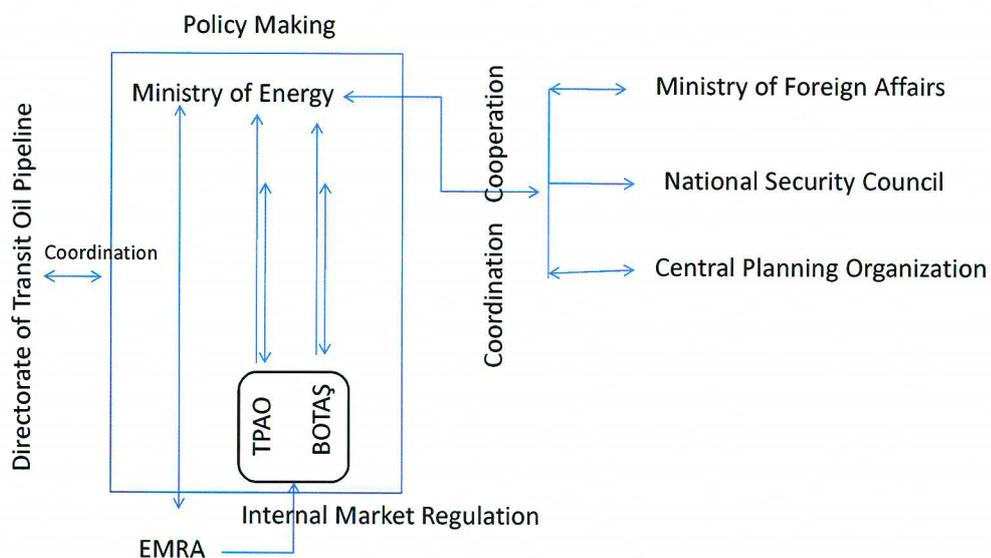 Policy Making
Ministry of Energy
Directorate of Transit Oil Pipeline
Coordination
TPAO
BOTAŞ
Internal Market Regulation
EMRA
Coordination Cooperation
Ministry of Foreign Affairs
National Security Council
Central Planning Organization